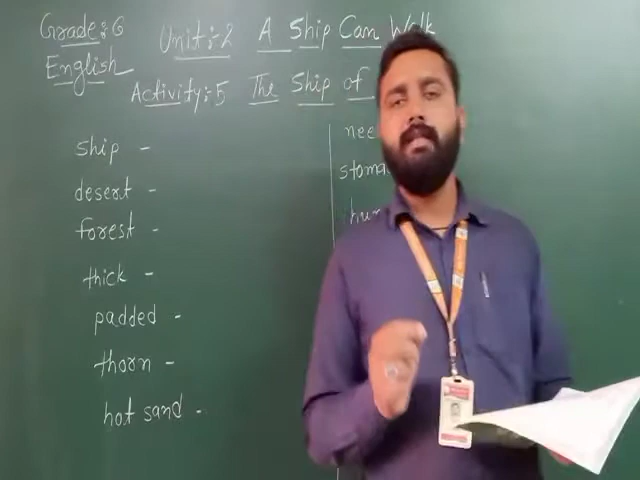 Grade:- 6
Unit:- 2 A Ship Can Walk
English
Activity:- 5 The Ship of
ship -
desert -
forest -
thick -
padded -
thorn -
hot sand -
nee
stoma
hum